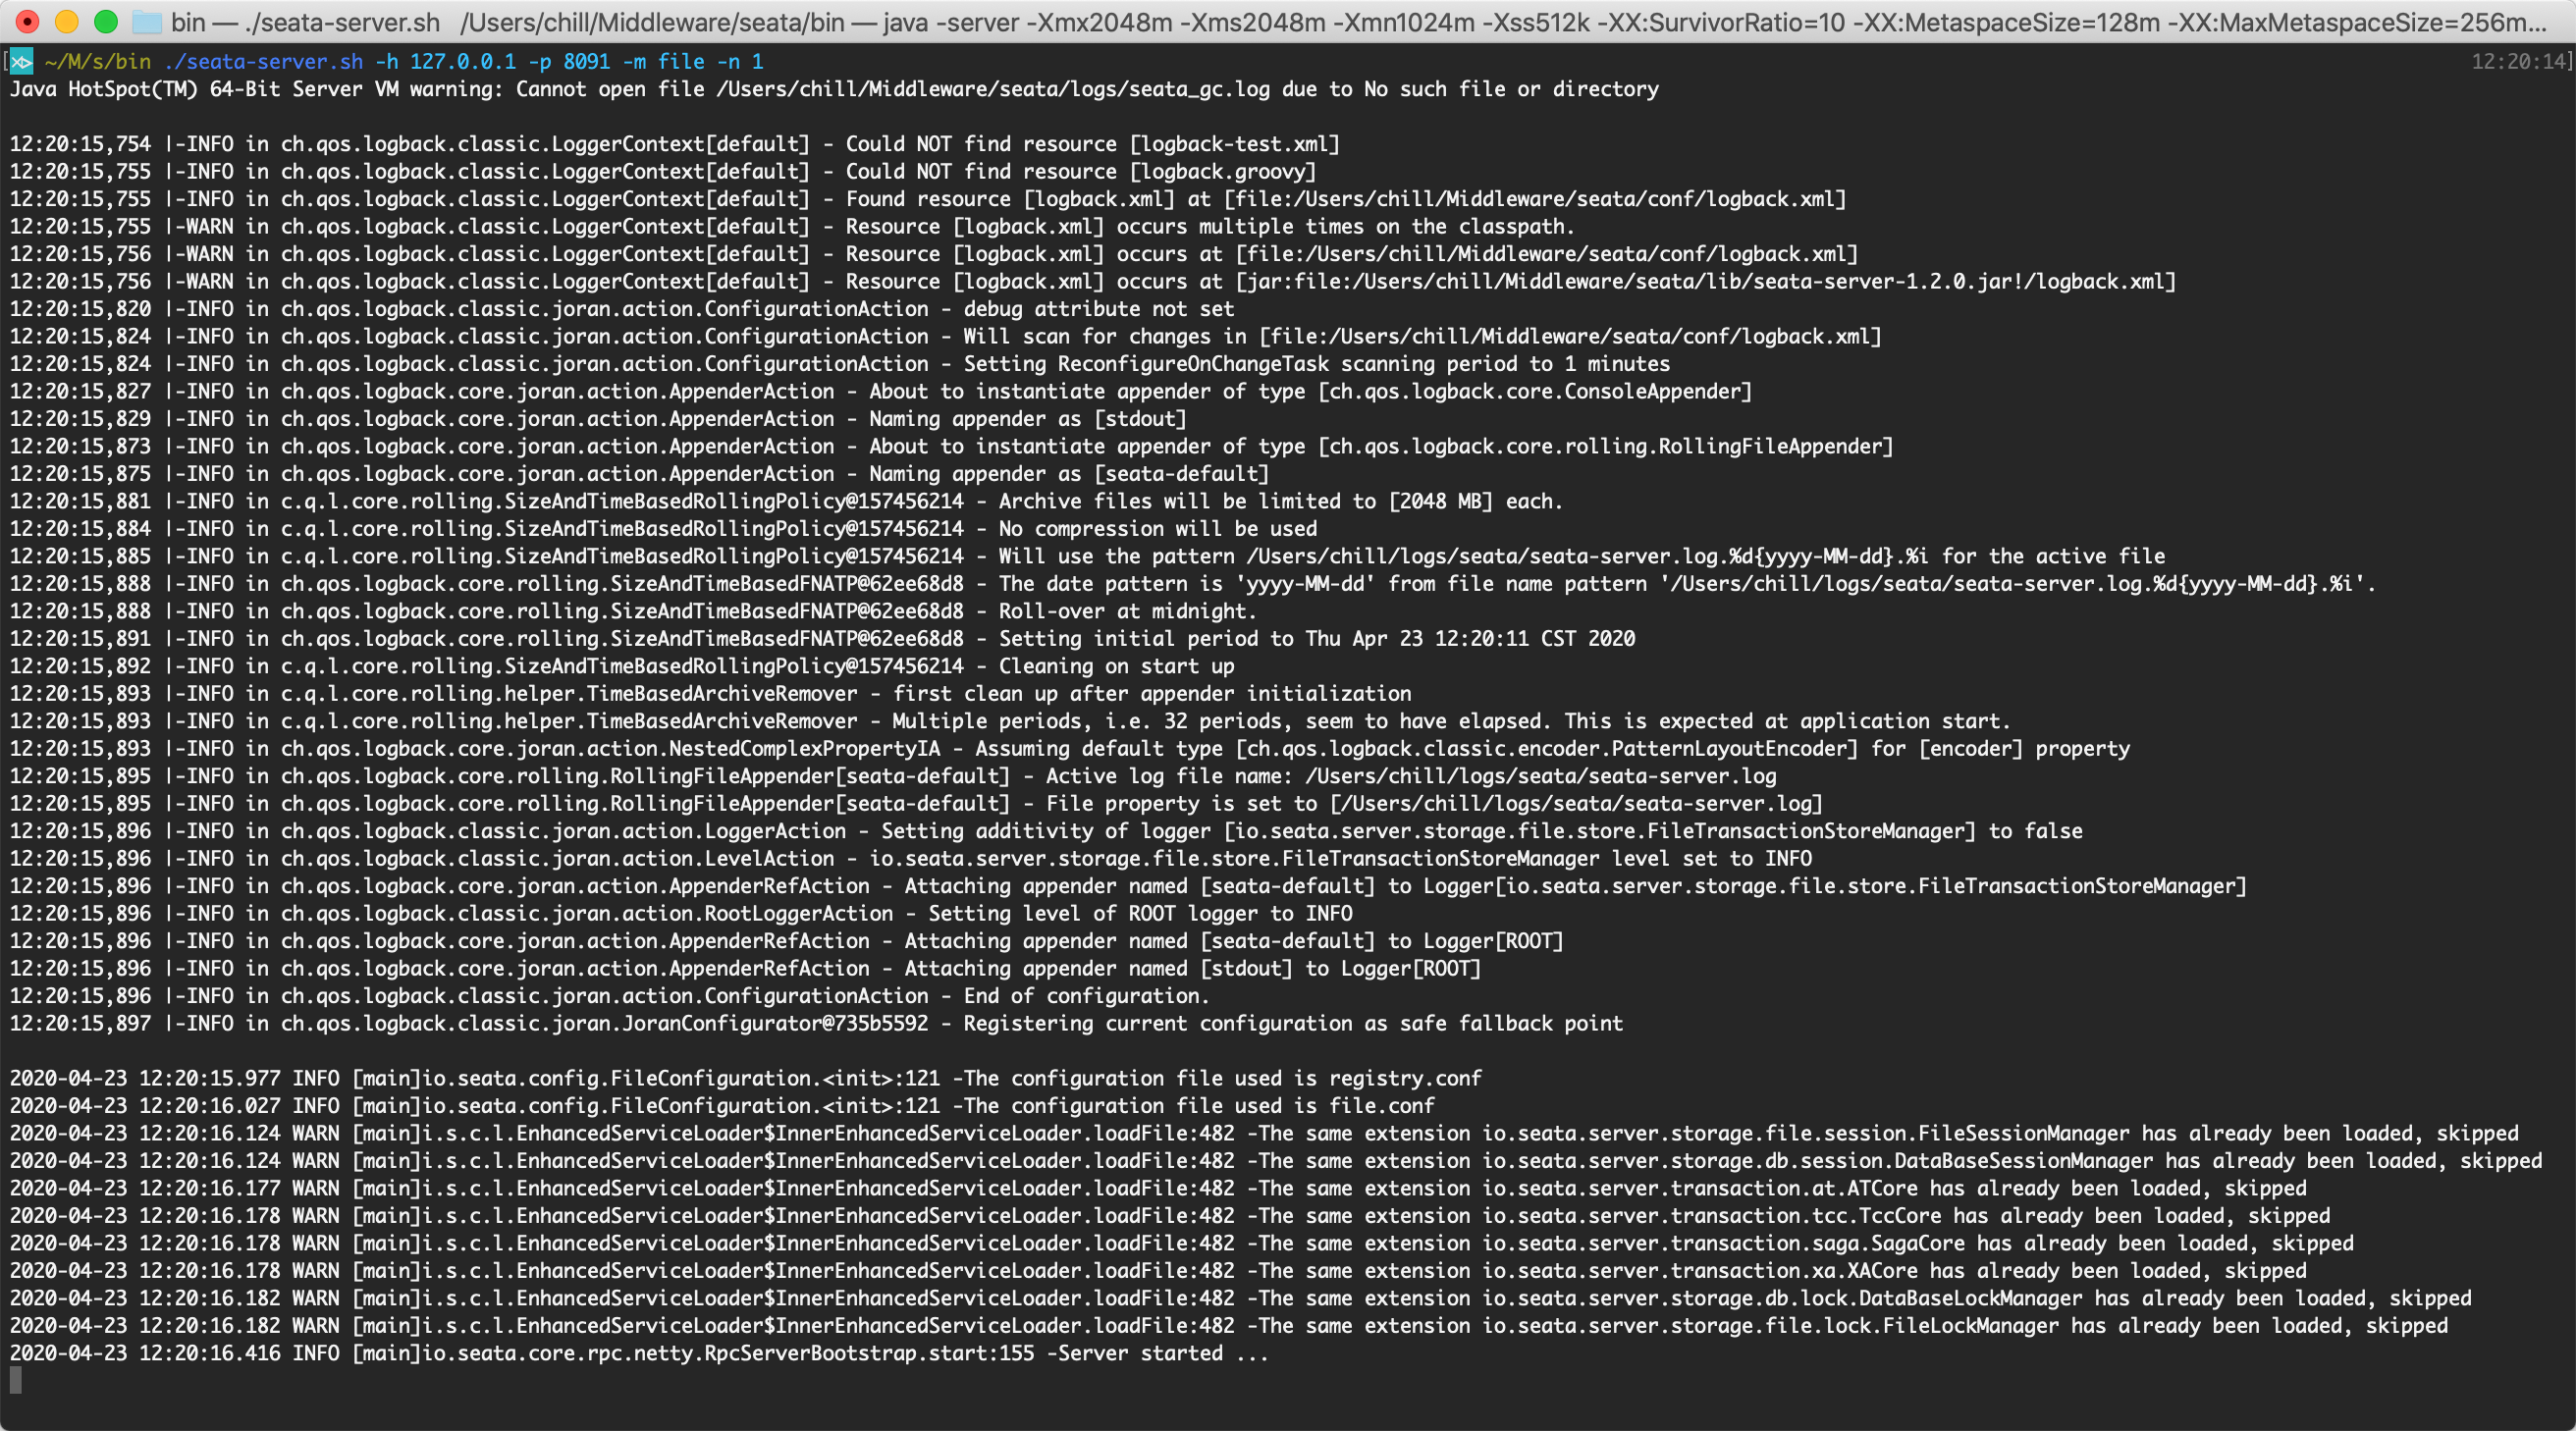 bin — ./seata-server.sh /Users/chill/Middleware/seata/bin — java -server -Xmx2048m -Xms2048m -Xmn1024m -Xss512k -XX:SurvivorRatio=10 -XX:MetaspaceSize=128m -XX:MaxMetaspaceSize=256m...
[ ~/M/s/bin ./seata-server.sh -h 127.0.0.1 -p 8091 -m file -n 1 12:20:14]
Java HotSpot(TM) 64-Bit Server VM warning: Cannot open file /Users/chill/Middleware/seata/logs/seata_gc.log due to No such file or directory
12:20:15,754 |-INFO in ch.qos.logback.classic.LoggerContext[default] - Could NOT find resource [logback-test.xml]
12:20:15,755 |-INFO in ch.qos.logback.classic.LoggerContext[default] - Could NOT find resource [logback.groovy]
12:20:15,755 |-INFO in ch.qos.logback.classic.LoggerContext[default] - Found resource [logback.xml] at [file:/Users/chill/Middleware/seata/conf/logback.xml]
12:20:15,755 |-WARN in ch.qos.logback.classic.LoggerContext[default] - Resource [logback.xml] occurs multiple times on the classpath.
12:20:15,756 |-WARN in ch.qos.logback.classic.LoggerContext[default] - Resource [logback.xml] occurs at [file:/Users/chill/Middleware/seata/conf/logback.xml]
12:20:15,756 |-WARN in ch.qos.logback.classic.LoggerContext[default] - Resource [logback.xml] occurs at [jar:file:/Users/chill/Middleware/seata/lib/seata-server-1.2.0.jar!/logback.xml]
12:20:15,820 |-INFO in ch.qos.logback.classic.joran.action.ConfigurationAction - debug attribute not set
12:20:15,824 |-INFO in ch.qos.logback.classic.joran.action.ConfigurationAction - Will scan for changes in [file:/Users/chill/Middleware/seata/conf/logback.xml]
12:20:15,824 |-INFO in ch.qos.logback.classic.joran.action.ConfigurationAction - Setting ReconfigureOnChangeTask scanning period to 1 minutes
12:20:15,827 |-INFO in ch.qos.logback.core.joran.action.AppenderAction - About to instantiate appender of type [ch.qos.logback.core.ConsoleAppender]
12:20:15,829 |-INFO in ch.qos.logback.core.joran.action.AppenderAction - Naming appender as [stdout]
12:20:15,873 |-INFO in ch.qos.logback.core.joran.action.AppenderAction - About to instantiate appender of type [ch.qos.logback.core.rolling.RollingFileAppender]
12:20:15,875 |-INFO in ch.qos.logback.core.joran.action.AppenderAction - Naming appender as [seata-default]
12:20:15,881 |-INFO in c.q.l.core.rolling.SizeAndTimeBasedRollingPolicy@157456214 - Archive files will be limited to [2048 MB] each.
12:20:15,884 |-INFO in c.q.l.core.rolling.SizeAndTimeBasedRollingPolicy@157456214 - No compression will be used
12:20:15,885 |-INFO in c.q.l.core.rolling.SizeAndTimeBasedRollingPolicy@157456214 - Will use the pattern /Users/chill/logs/seata/seata-server.log.%d{yyyy-MM-dd}.%i for the active file
12:20:15,888 |-INFO in ch.qos.logback.core.rolling.SizeAndTimeBasedFNATP@62ee68d8 - The date pattern is 'yyyy-MM-dd' from file name pattern '/Users/chill/logs/seata/seata-server.log.%d{yyyy-MM-dd}.%i'.
12:20:15,888 |-INFO in ch.qos.logback.core.rolling.SizeAndTimeBasedFNATP@62ee68d8 - Roll-over at midnight.
12:20:15,891 |-INFO in ch.qos.logback.core.rolling.SizeAndTimeBasedFNATP@62ee68d8 - Setting initial period to Thu Apr 23 12:20:11 CST 2020
12:20:15,892 |-INFO in c.q.l.core.rolling.SizeAndTimeBasedRollingPolicy@157456214 - Cleaning on start up
12:20:15,893 |-INFO in c.q.l.core.rolling.helper.TimeBasedArchiveRemover - first clean up after appender initialization
12:20:15,893 |-INFO in c.q.l.core.rolling.helper.TimeBasedArchiveRemover - Multiple periods, i.e. 32 periods, seem to have elapsed. This is expected at application start.
12:20:15,893 |-INFO in ch.qos.logback.core.joran.action.NestedComplexPropertyIA - Assuming default type [ch.qos.logback.classic.encoder.PatternLayoutEncoder] for [encoder] property
12:20:15,895 |-INFO in ch.qos.logback.core.rolling.RollingFileAppender[seata-default] - Active log file name: /Users/chill/logs/seata/seata-server.log
12:20:15,895 |-INFO in ch.qos.logback.core.rolling.RollingFileAppender[seata-default] - File property is set to [/Users/chill/logs/seata/seata-server.log]
12:20:15,896 |-INFO in ch.qos.logback.classic.joran.action.LoggerAction - Setting additivity of logger [io.seata.server.storage.file.store.FileTransactionStoreManager] to false
12:20:15,896 |-INFO in ch.qos.logback.classic.joran.action.LevelAction - io.seata.server.storage.file.store.FileTransactionStoreManager level set to INFO
12:20:15,896 |-INFO in ch.qos.logback.core.joran.action.AppenderRefAction - Attaching appender named [seata-default] to Logger[io.seata.server.storage.file.store.FileTransactionStoreManager]
12:20:15,896 |-INFO in ch.qos.logback.classic.joran.action.RootLoggerAction - Setting level of ROOT logger to INFO
12:20:15,896 |-INFO in ch.qos.logback.core.joran.action.AppenderRefAction - Attaching appender named [seata-default] to Logger[ROOT]
12:20:15,896 |-INFO in ch.qos.logback.core.joran.action.AppenderRefAction - Attaching appender named [stdout] to Logger[ROOT]
12:20:15,896 |-INFO in ch.qos.logback.classic.joran.action.ConfigurationAction - End of configuration.
12:20:15,897 |-INFO in ch.qos.logback.classic.joran.JoranConfigurator@735b5592 - Registering current configuration as safe fallback point
2020-04-23 12:20:15.977 INFO [main]io.seata.config.FileConfiguration.<init>:121 -The configuration file used is registry.conf
2020-04-23 12:20:16.027 INFO [main]io.seata.config.FileConfiguration.<init>:121 -The configuration file used is file.conf
2020-04-23 12:20:16.124 WARN [main]i.s.c.l.EnhancedServiceLoader$InnerEnhancedServiceLoader.loadFile:482 -The same extension io.seata.server.storage.file.session.FileSessionManager has already been loaded, skipped
2020-04-23 12:20:16.124 WARN [main]i.s.c.l.EnhancedServiceLoader$InnerEnhancedServiceLoader.loadFile:482 -The same extension io.seata.server.storage.db.session.DataBaseSessionManager has already been loaded, skipped
2020-04-23 12:20:16.177 WARN [main]i.s.c.l.EnhancedServiceLoader$InnerEnhancedServiceLoader.loadFile:482 -The same extension io.seata.server.transaction.at.ATCore has already been loaded, skipped
2020-04-23 12:20:16.178 WARN [main]i.s.c.l.EnhancedServiceLoader$InnerEnhancedServiceLoader.loadFile:482 -The same extension io.seata.server.transaction.tcc.TccCore has already been loaded, skipped
2020-04-23 12:20:16.178 WARN [main]i.s.c.l.EnhancedServiceLoader$InnerEnhancedServiceLoader.loadFile:482 -The same extension io.seata.server.transaction.saga.SagaCore has already been loaded, skipped
2020-04-23 12:20:16.178 WARN [main]i.s.c.l.EnhancedServiceLoader$InnerEnhancedServiceLoader.loadFile:482 -The same extension io.seata.server.transaction.xa.XACore has already been loaded, skipped
2020-04-23 12:20:16.182 WARN [main]i.s.c.l.EnhancedServiceLoader$InnerEnhancedServiceLoader.loadFile:482 -The same extension io.seata.server.storage.db.lock.DataBaseLockManager has already been loaded, skipped
2020-04-23 12:20:16.182 WARN [main]i.s.c.l.EnhancedServiceLoader$InnerEnhancedServiceLoader.loadFile:482 -The same extension io.seata.server.storage.file.lock.FileLockManager has already been loaded, skipped
2020-04-23 12:20:16.416 INFO [main]io.seata.core.rpc.netty.RpcServerBootstrap.start:155 -Server started ...